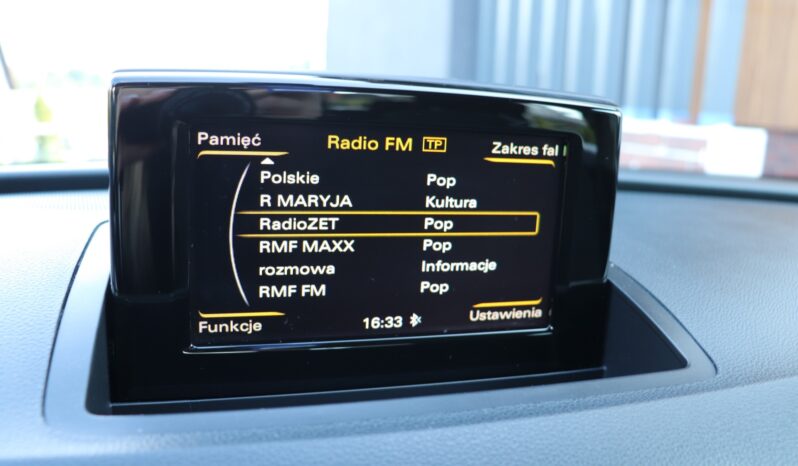 Pamięć Radio FM TP Zakres fal
Polskie Pop
R MARYJA Kultura
RadioZET Pop
RMF MAXX Pop
rozmowa Informacje
RMF FM Pop
Funkcje 16:33 Ustawienia